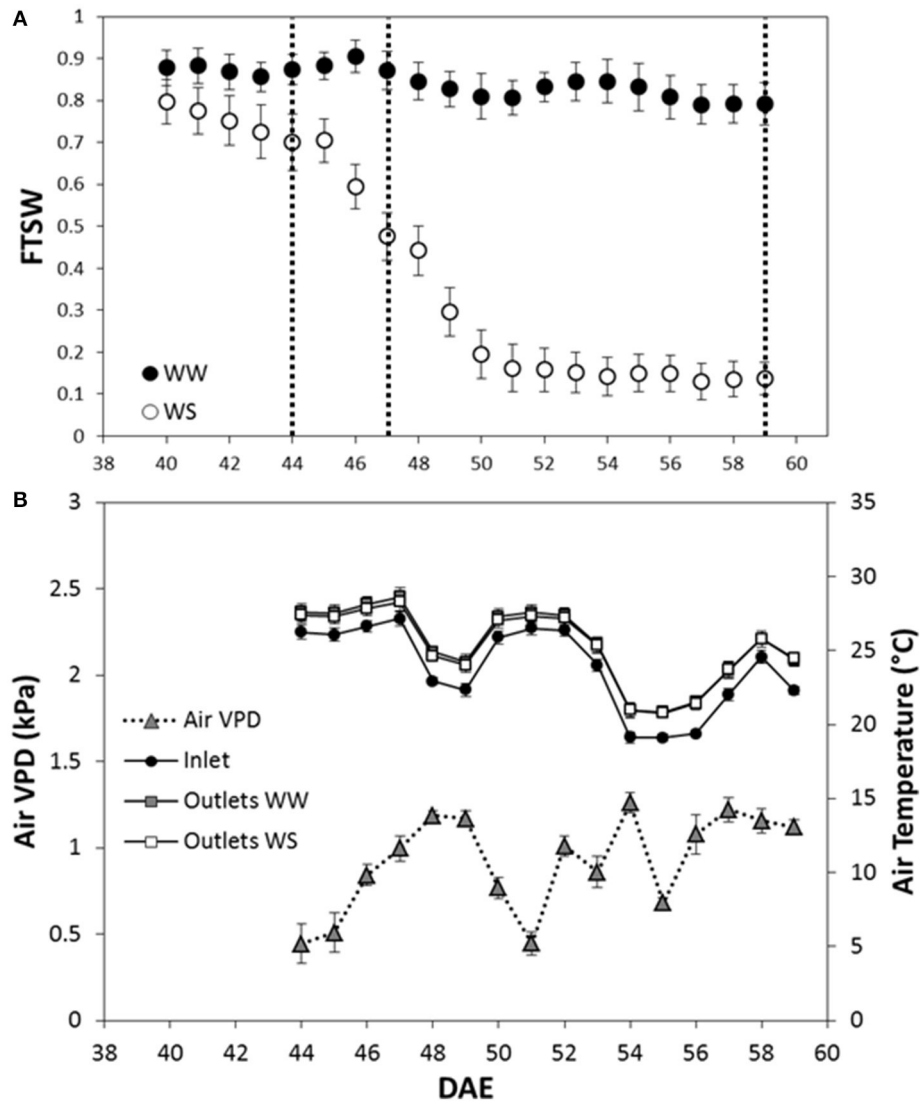 A
FTSW
1
0.9
0.8
0.7
0.6
0.5
0.4
0.3
0.2
0.1
0
WW
WS
38 40 42 44 46 48 50 52 54 56 58 60
B
Air VPD (kPa)
3
2.5
2
1.5
1
0.5
0
Air VPD
Inlet
Outlets WW
Outlets WS
35
30
25
20
15
10
5
0
Air Temperature (°C)
38 40 42 44 46 48 50 52 54 56 58 60
DAE